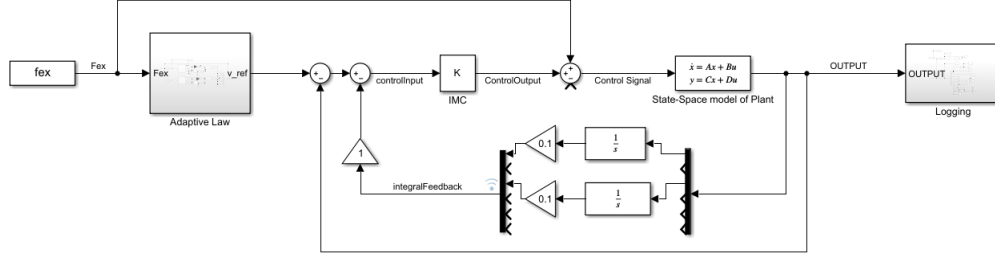 fex
Fex
Fex
v_ref
Adaptive Law
+
-
+
-
controlInput
K
IMC
ControlOutput
+
+
Control Signal
ẋ = Ax + Bu
y = Cx + Du
State-Space model of Plant
OUTPUT
OUTPUT
Logging
0.1
1
s
1
0.1
1
s
integralFeedback